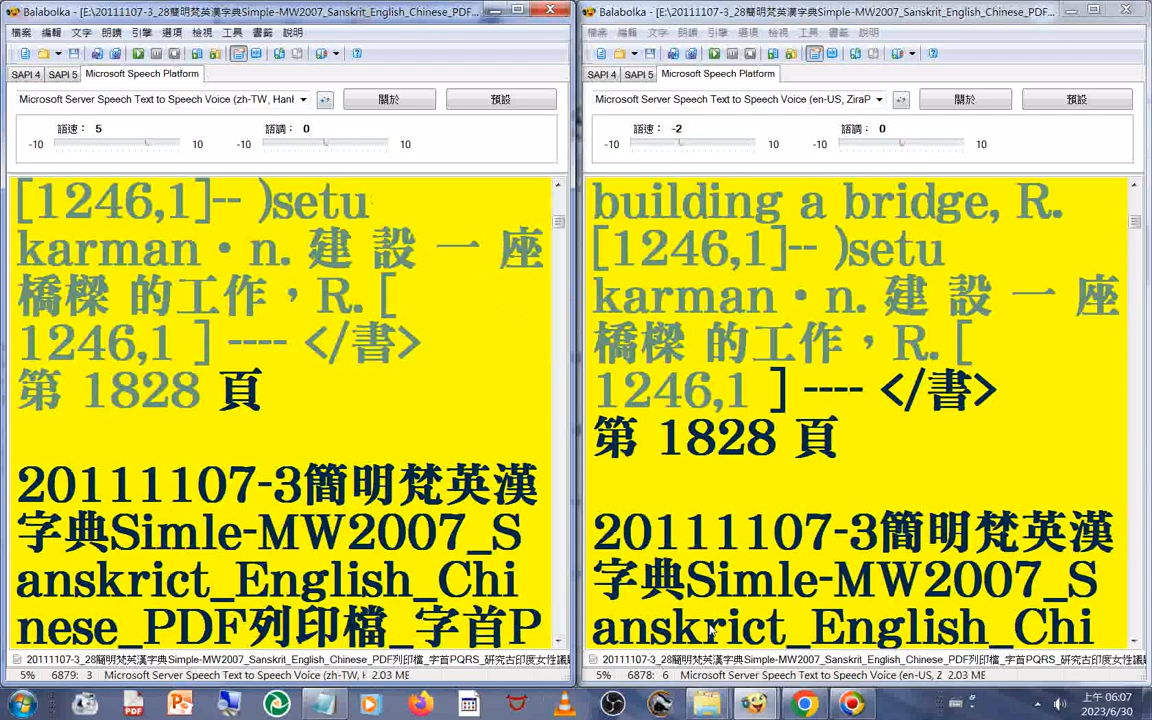 Balabolka - [E:\20111107-3_28簡明梵英漢字典Simple-MW2007_Sanskrit_English_Chinese_PDF...
檔案 編輯 文字 朗讀 引擎 選項 檢視 工具 書籤 說明
SAPI 4 SAPI 5 Microsoft Speech Platform
Microsoft Server Speech Text to Speech Voice (zh-TW, Hanl
關於 預設
語速： 5 語調： 0
-10 10 -10 10
[1246,1]-- )setu
karman•n. 建 設 一 座
橋樑 的工作，R. [
1246,1 ] ---- </書>
第 1828 頁
20111107-3簡明梵英漢
字典Simle-MW2007_S
anskrict_English_Chi
nese_PDF列印檔_字首P
20111107-3_28簡明梵英漢字典Simple-MW2007_Sanskrit_English_Chinese_PDF列印檔_字首PQRS_研究古印度女性議
5% 6879: 3 Microsoft Server Speech Text to Speech Voice (zh-TW, H 2.03 ME
Balabolka - [E:\20111107-3_28簡明梵英漢字典Simple-MW2007_Sanskrit_English_Chinese_PDF...
檔案 編輯 文字 朗讀 引擎 選項 檢視 工具 書籤 說明
SAPI 4 SAPI 5 Microsoft Speech Platform
Microsoft Server Speech Text to Speech Voice (en-US, ZiraP
關於 預設
語速： -2 語調： 0
-10 10 -10 10
building a bridge, R.
[1246,1]-- )setu
karman•n. 建 設 一 座
橋樑 的工作，R. [
1246,1 ] ---- </書>
第 1828 頁
20111107-3簡明梵英漢
字典Simle-MW2007_S
anskrict_English_Chi
20111107-3_28簡明梵英漢字典Simple-MW2007_Sanskrit_English_Chinese_PDF列印檔_字首PQRS_研究古印度女性議
5% 6878: 6 Microsoft Server Speech Text to Speech Voice (en-US, Z 2.03 ME
上午 06:07
2023/6/30